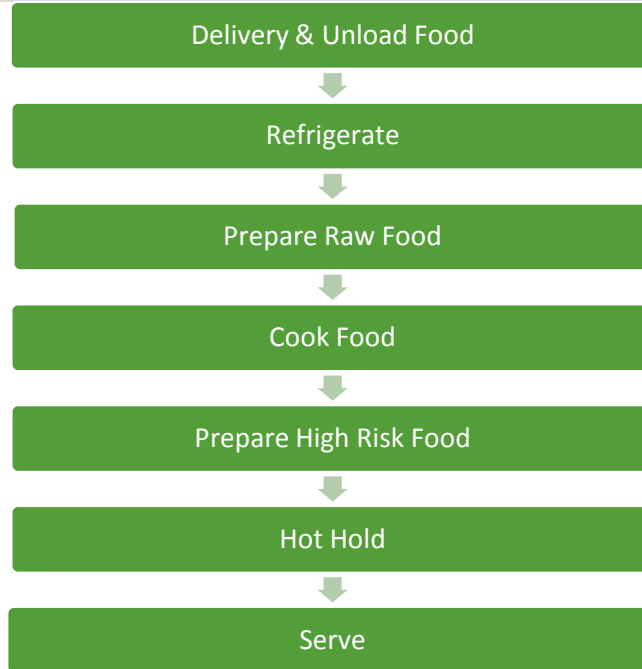 Delivery & Unload Food
Refrigerate
Prepare Raw Food
Cook Food
Prepare High Risk Food
Hot Hold
Serve